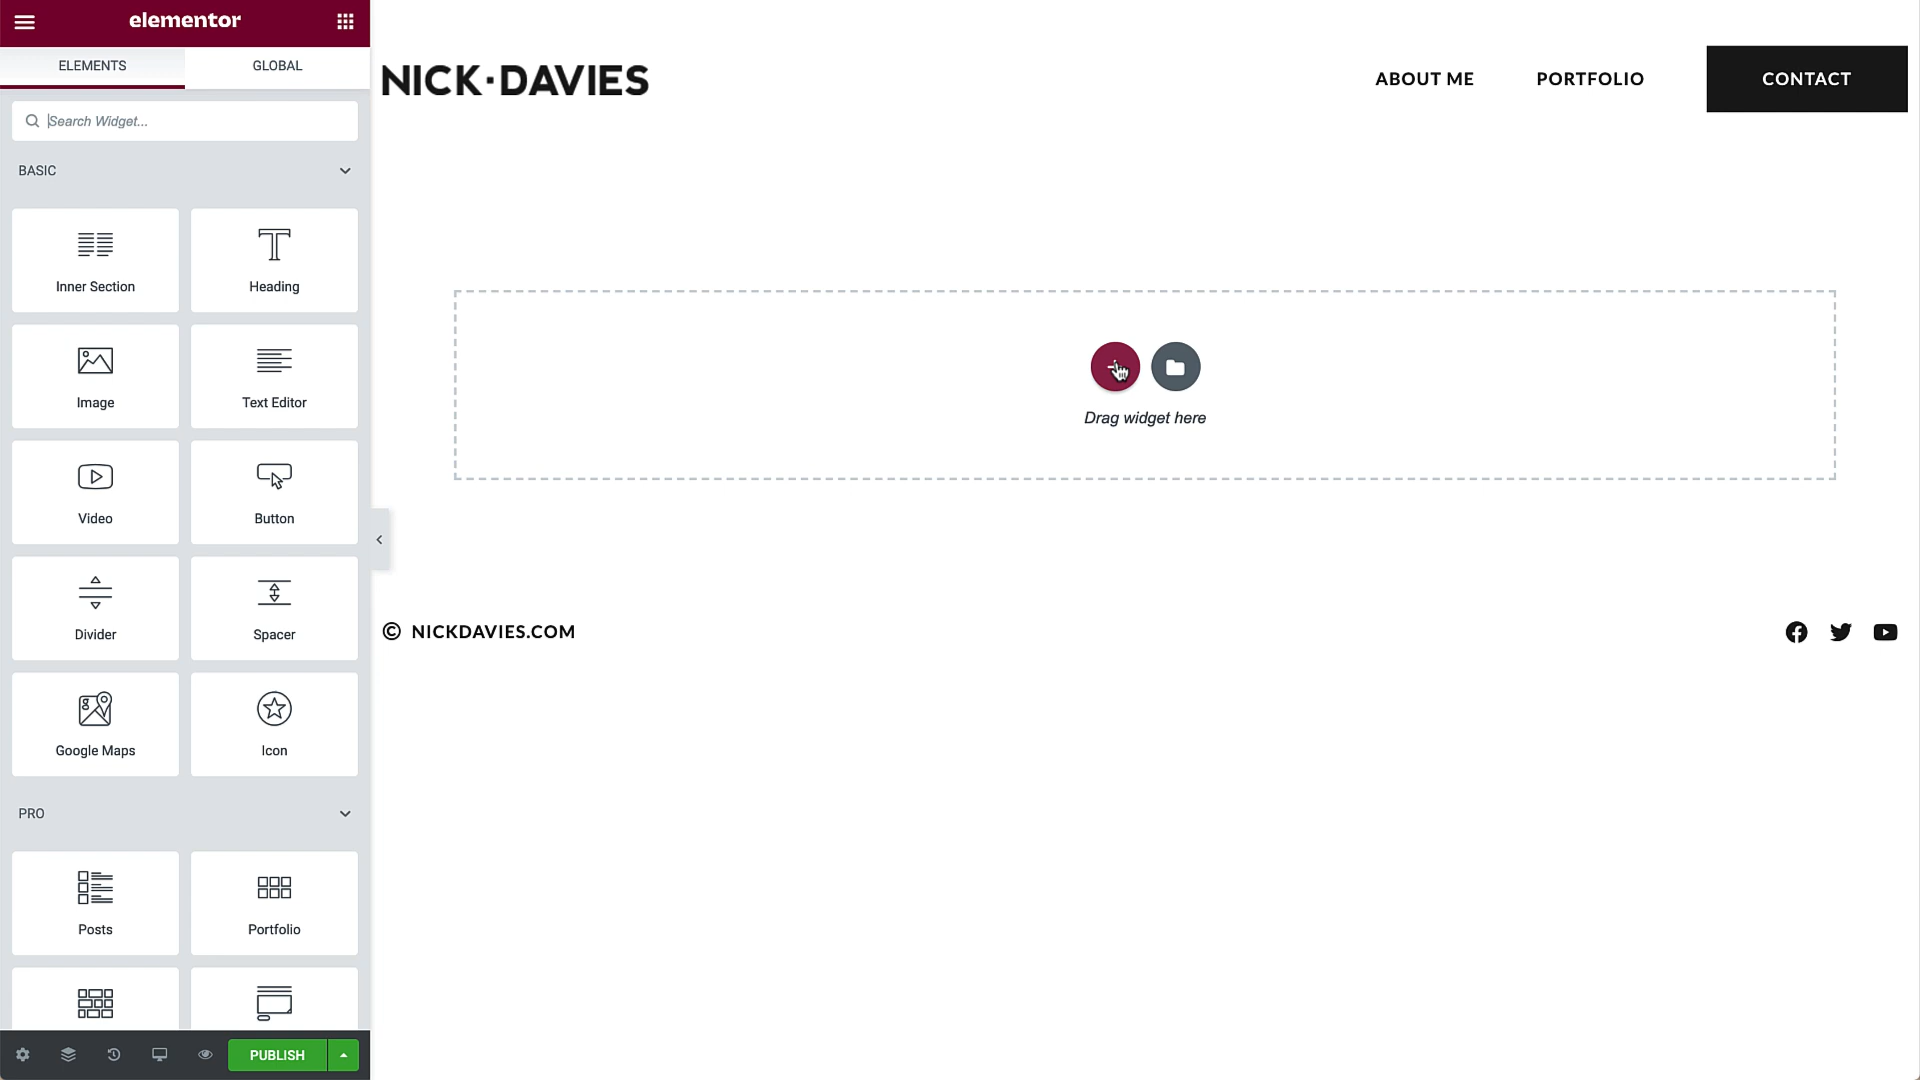 elementor
ELEMENTS GLOBAL
Search Widget...
BASIC
Inner Section Heading
Image Text Editor
Video Button
Divider Spacer
Google Maps Icon
PRO
Posts Portfolio
PUBLISH
NICK·DAVIES
ABOUT ME PORTFOLIO CONTACT
Drag widget here
© NICKDAVIES.COM